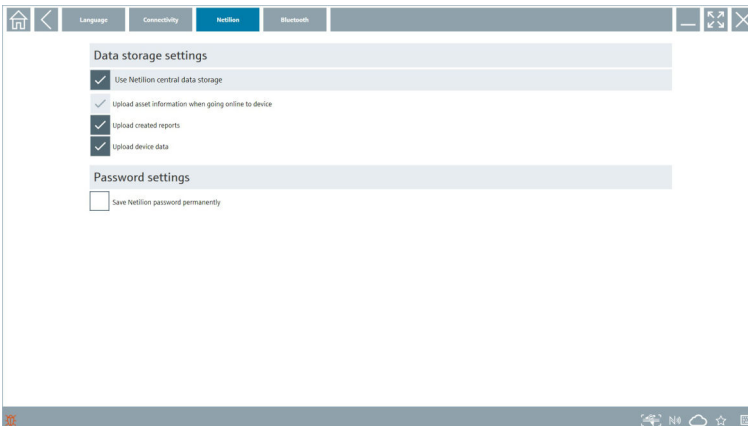 Language Connectivity Netilion Bluetooth
Data storage settings
Use Netilion central data storage
Upload asset information when going online to device
Upload created reports
Upload device data
Password settings
Save Netilion password permanently